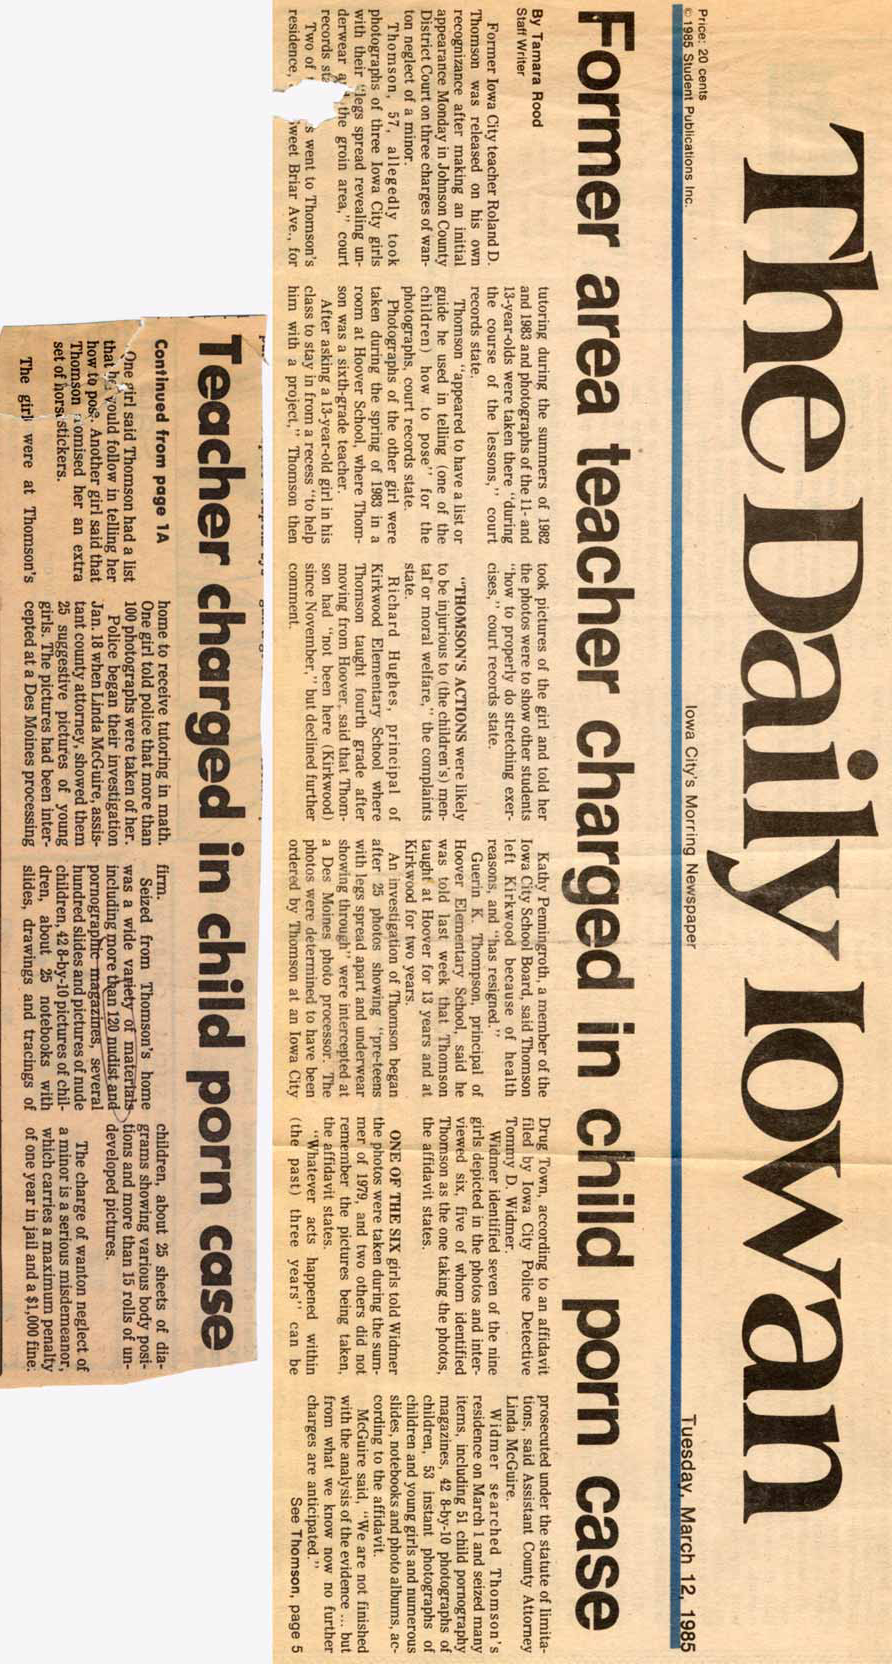 Price: 20 cents
© 1985 Student Publications Inc.
The Daily Iowan
Iowa City's Morning Newspaper
Tuesday, March 12, 1985
Former area teacher charged in child porn case
By Tamara Rood
Staff Writer
Former Iowa City teacher Roland D.
Thomson was released on his own
recognizance after making an initial
appearance Monday in Johnson County
District Court on three charges of wan-
ton neglect of a minor.
Thomson, 57, allegedly took
photographs of three Iowa City girls
with their "legs spread revealing un-
derwear the groin area," court
records
Two of went to Thomson's
residence, Sweet Briar Ave., for
tutoring during the summers of 1982
and 1983 and photographs of the 11- and
13-year-olds were taken there "during
the course of the lessons," court
records state.
Thomson "appeared to have a list or
guide he used in telling (one of the
children) how to pose" for the
photographs, court records state.
Photographs of the other girl were
taken during the spring of 1983 in a
room at Hoover School, where Thom-
son was a sixth-grade teacher.
After asking a 13-year-old girl in his
class to stay in from a recess "to help
him with a project," Thomson then
took pictures of the girl and told her
the photos were to show other students
"how to properly do stretching exer-
cises," court records state.
"THOMSON'S ACTIONS were likely
to be injurious to (the children's) men-
tal or moral welfare," the complaints
state.
Richard Hughes, principal of
Kirkwood Elementary School where
Thomson taught fourth grade after
moving from Hoover, said that Thom-
son had "not been here (Kirkwood)
since November," but declined further
comment.
Kathy Penningroth, a member of the
Iowa City School Board, said Thomson
left Kirkwood because of health
reasons, and "has resigned."
Guerin K. Thompson, principal of
Hoover Elementary School, said he
was told last week that Thomson
taught at Hoover for 13 years and at
Kirkwood for two years.
An investigation of Thomson began
after 25 photos showing "pre-teens
with legs spread apart and underwear
showing through" were intercepted at
a Des Moines photo processor. The
photos were determined to have been
ordered by Thomson at an Iowa City
Drug Town, according to an affidavit
filed by Iowa City Police Detective
Tommy D. Widmer.
Widmer identified seven of the nine
girls depicted in the photos and inter-
viewed six, five of whom identified
Thomson as the one taking the photos,
the affidavit states.
ONE OF THE SIX girls told Widmer
the photos were taken during the sum-
mer of 1979, and two others did not
remember the pictures being taken,
the affidavit states.
"Whatever acts happened within
(the past) three years" can be
prosecuted under the statute of limita-
tions, said Assistant County Attorney
Linda McGuire.
Widmer searched Thomson's
residence on March 1 and seized many
items, including 51 child pornography
magazines, 42 8-by-10 photographs of
children, 53 instant photographs of
children and young girls and numerous
slides, notebooks and photo albums, ac-
cording to the affidavit.
McGuire said, "We are not finished
with the analysis of the evidence ... but
from what we know now no further
charges are anticipated."
See Thomson, page 5
Teacher charged in child porn case
Continued from page 1A
One girl said Thomson had a list
that he would follow in telling her
how to pose. Another girl said that
Thomson promised her an extra
set of horse stickers.
The girls were at Thomson's
home to receive tutoring in math.
One girl told police that more than
100 photographs were taken of her.
Police began their investigation
Jan. 18 when Linda McGuire, assis-
tant county attorney, showed them
25 suggestive pictures of young
girls. The pictures had been inter-
cepted at a Des Moines processing
firm.
Seized from Thomson's home
was a wide variety of materials
including more than 120 nudist and
pornographic magazines, several
hundred slides and pictures of nude
children, 42 8-by-10 pictures of chil-
dren, about 25 notebooks with
slides, drawings and tracings of
children, about 25 sheets of dia-
grams showing various body posi-
tions and more than 15 rolls of un-
developed pictures.
The charge of wanton neglect of
a minor is a serious misdemeanor,
which carries a maximum penalty
of one year in jail and a $1,000 fine.